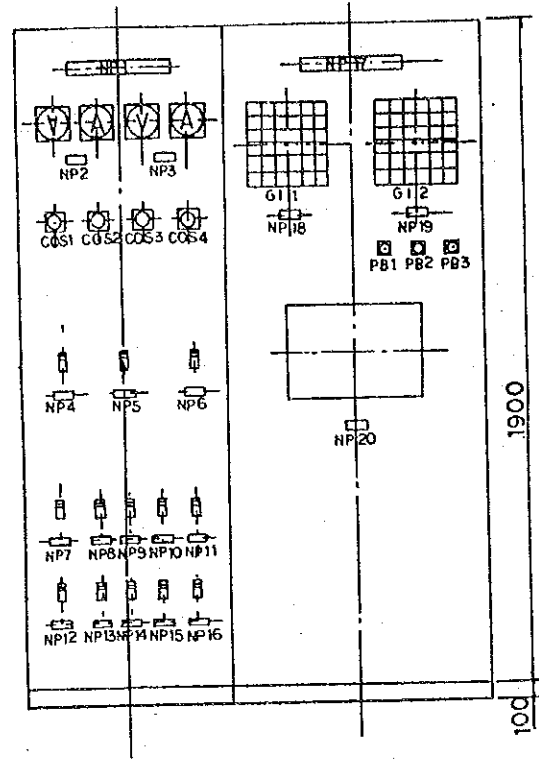 NP17
V A V A
NP2 NP3
GI 1 GI 2
NP18 NP19
COS1 COS2 COS3 COS4
PB1 PB2 PB3
NP4 NP5 NP6
NP20
1900
NP7 NP8 NP9 NP10 NP11
NP12 NP13 NP14 NP15 NP16
100